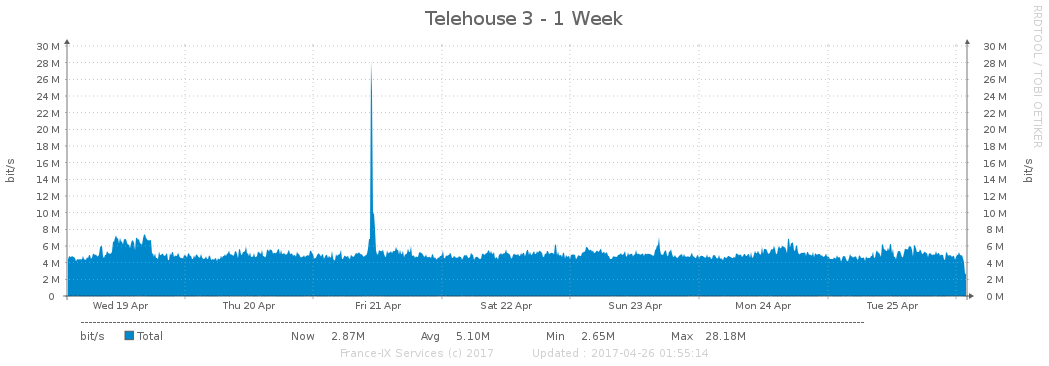 Telehouse 3 - 1 Week
RRDTOOL / TOBI OETIKER
bit/s
30 M 30 M
28 M 28 M
26 M 26 M
24 M 24 M
22 M 22 M
20 M 20 M
18 M 18 M
16 M 16 M
14 M 14 M
12 M 12 M
10 M 10 M
8 M 8 M
6 M 6 M
4 M 4 M
2 M 2 M
0 0 M
bit/s
Wed 19 Apr Thu 20 Apr Fri 21 Apr Sat 22 Apr Sun 23 Apr Mon 24 Apr Tue 25 Apr
bit/s Total Now 2.87M Avg 5.10M Min 2.65M Max 28.18M
France-IX Services (c) 2017 Updated : 2017-04-26 01:55:14